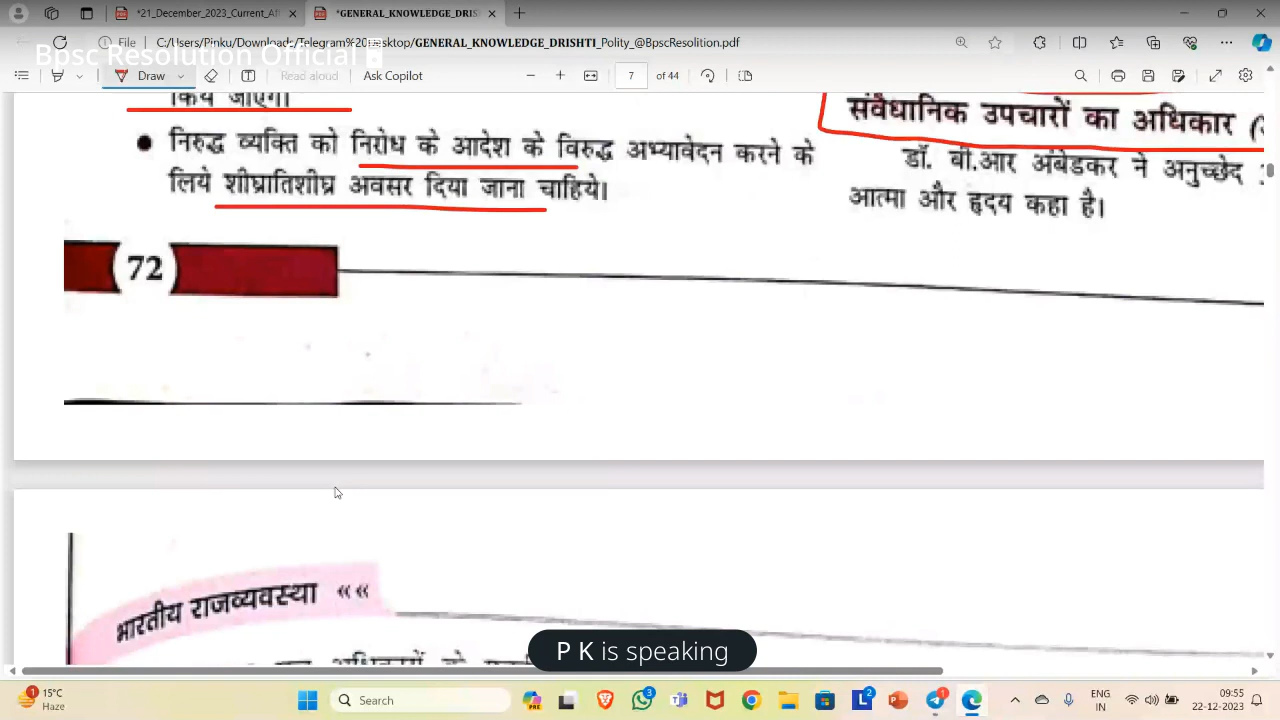 *21_December_2023_Current_Aff
*GENERAL_KNOWLEDGE_DRIS
File
C:/Users/Pinku/Downloads/Telegram%20Desktop/GENERAL_KNOWLEDGE_DRISHTI_Polity_@BpscResolition.pdf
Bpsc Resolution Official
Draw
Read aloud
Ask Copilot
7 of 44
किये जाएंगे।
● निरुद्ध व्यक्ति को निरोध के आदेश के विरुद्ध अभ्यावेदन करने के
लिये शीघ्रातिशीघ्र अवसर दिया जाना चाहिये।
संवैधानिक उपचारों का अधिकार
डॉ. बी.आर अंबेडकर ने अनुच्छेद
आत्मा और हृदय कहा है।
72
भारतीय राजव्यवस्था ««
P K is speaking
15°C
Haze
Search
ENG
IN
09:55
22-12-2023